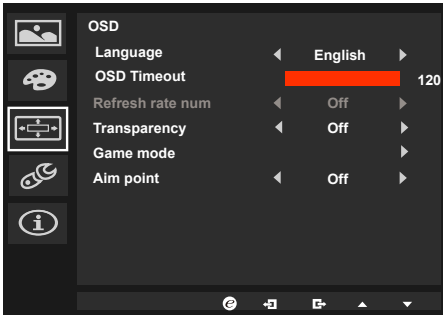 OSD
Language English
OSD Timeout 120
Refresh rate num Off
Transparency Off
Game mode
Aim point Off